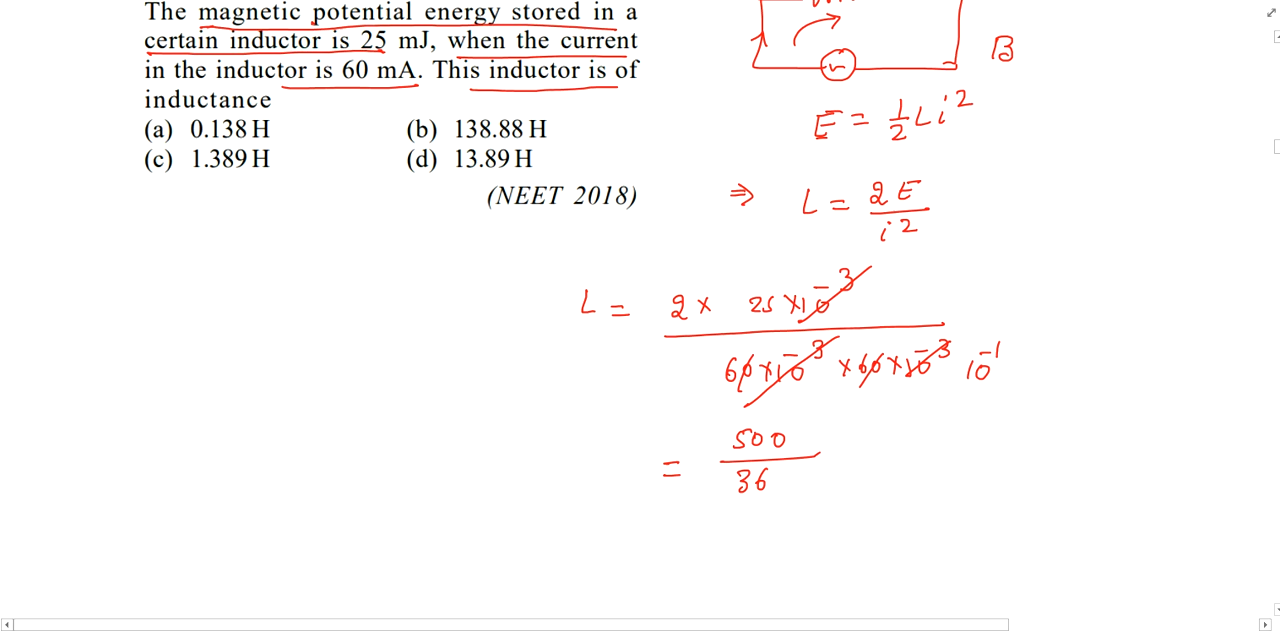 The magnetic potential energy stored in a
certain inductor is 25 mJ, when the current
in the inductor is 60 mA. This inductor is of
inductance
(a) 0.138 H (b) 138.88 H
(c) 1.389 H (d) 13.89 H
(NEET 2018)
B
E = 1/2 Li²
⇒ L = 2E/i²
L = 2 × 25 × 10⁻³
60 × 10⁻³ × 60 × 10⁻³ 10⁻¹
= 500/36